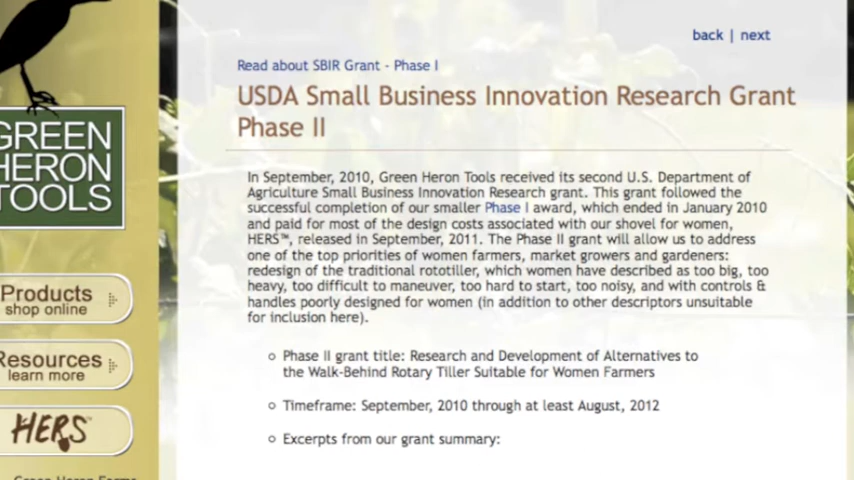 back | next
Read about SBIR Grant - Phase I
USDA Small Business Innovation Research Grant
Phase II
GREEN
HERON
TOOLS
In September, 2010, Green Heron Tools received its second U.S. Department of
Agriculture Small Business Innovation Research grant. This grant followed the
successful completion of our smaller Phase I award, which ended in January 2010
and paid for most of the design costs associated with our shovel for women,
HERS™, released in September, 2011. The Phase II grant will allow us to address
one of the top priorities of women farmers, market growers and gardeners:
redesign of the traditional rototiller, which women have described as too big, too
heavy, too difficult to maneuver, too hard to start, too noisy, and with controls &
handles poorly designed for women (in addition to other descriptors unsuitable
for inclusion here).
Products
shop online
Resources
learn more
HERS™
Phase II grant title: Research and Development of Alternatives to
the Walk-Behind Rotary Tiller Suitable for Women Farmers
Timeframe: September, 2010 through at least August, 2012
Excerpts from our grant summary: